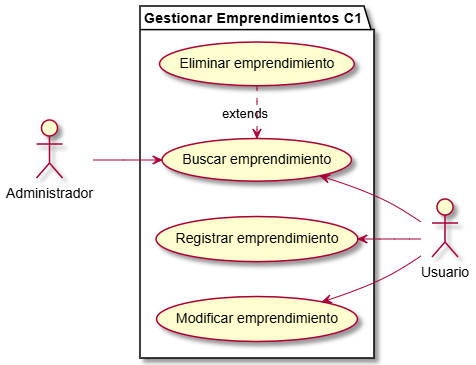 Gestionar Emprendimientos C1
Eliminar emprendimiento
extends
Buscar emprendimiento
Administrador
Registrar emprendimiento
Usuario
Modificar emprendimiento